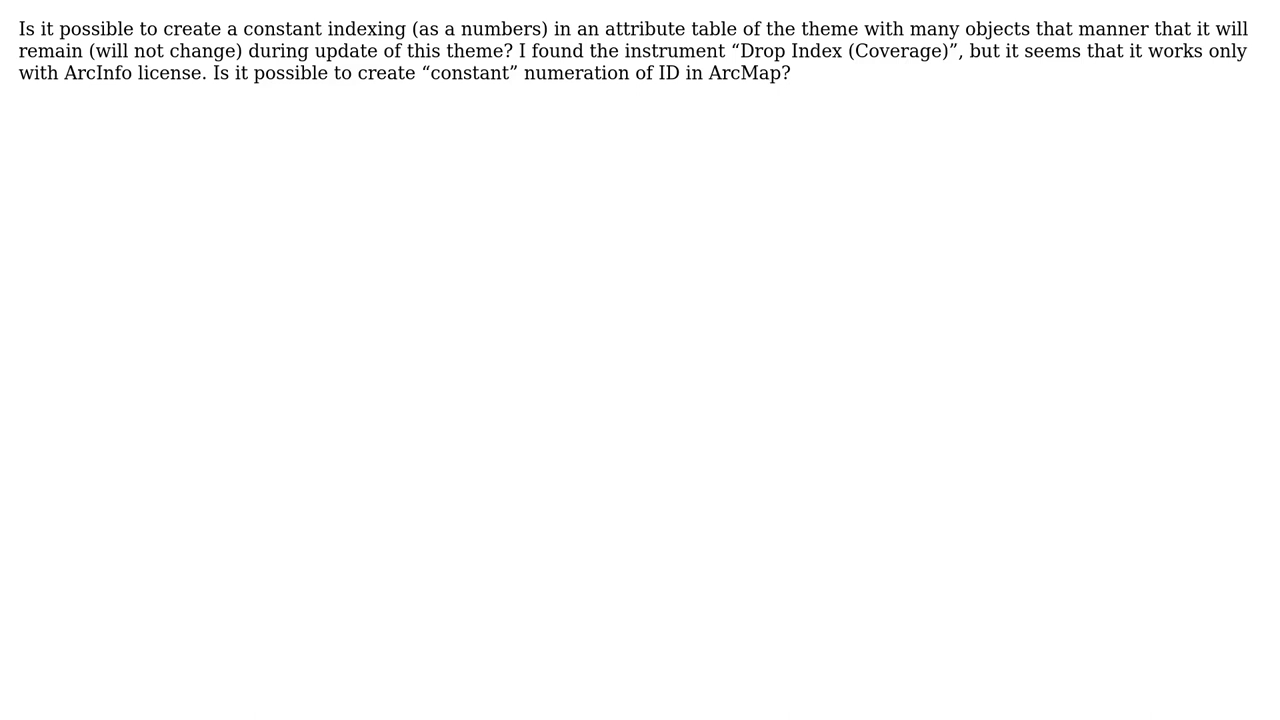 Is it possible to create a constant indexing (as a numbers) in an attribute table of the theme with many objects that manner that it will
remain (will not change) during update of this theme? I found the instrument “Drop Index (Coverage)”, but it seems that it works only
with ArcInfo license. Is it possible to create “constant” numeration of ID in ArcMap?